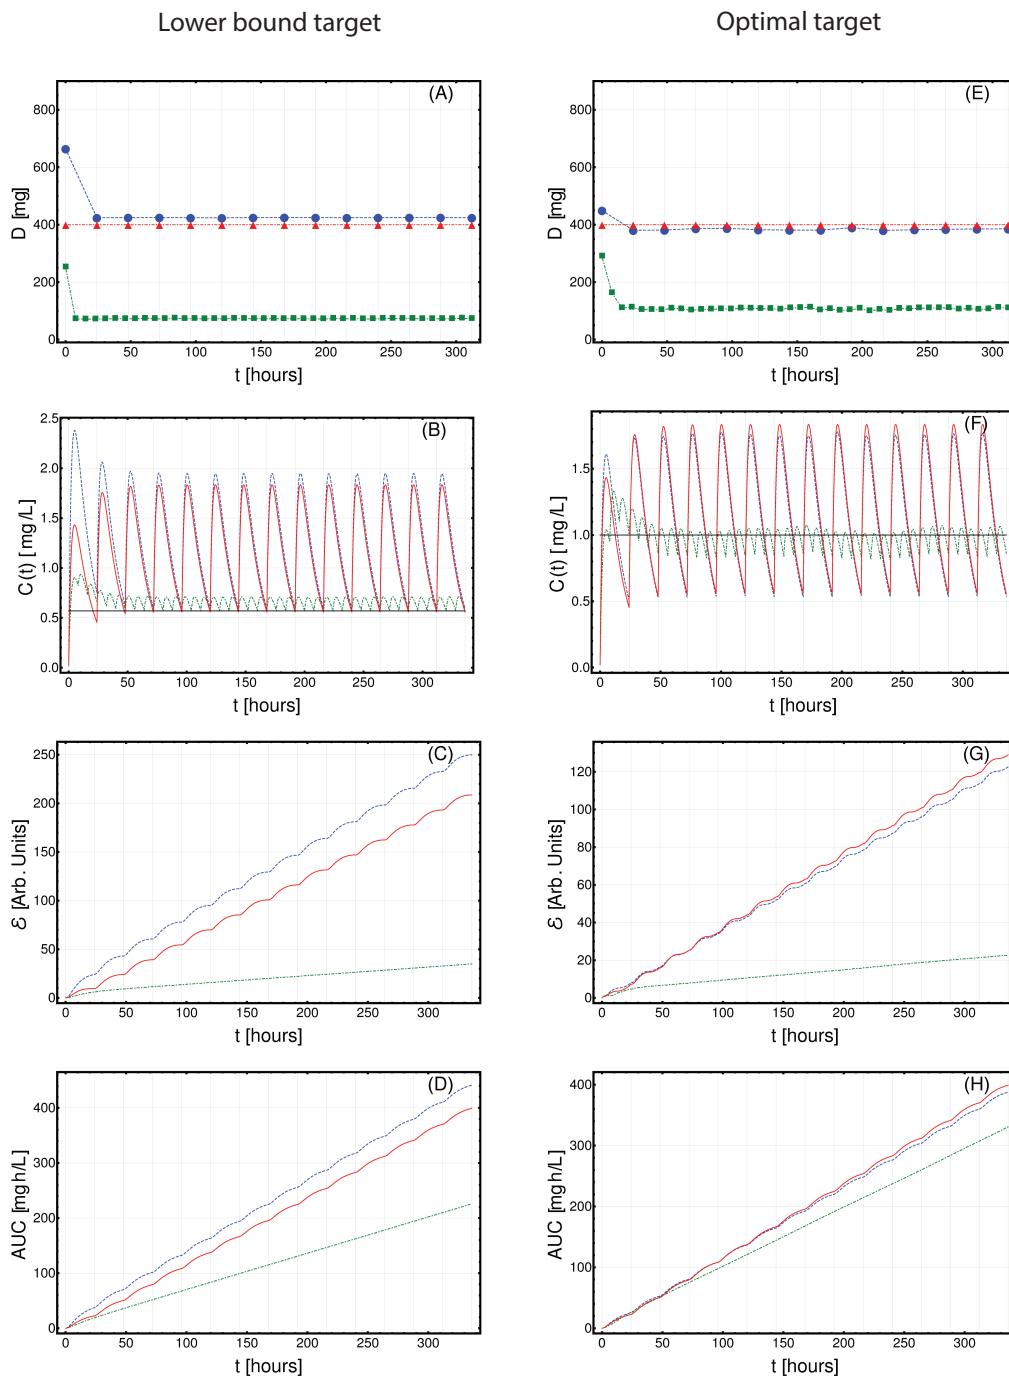 Lower bound target
Optimal target
(A)
D [mg]
800
600
400
200
0
0 50 100 150 200 250 300
t [hours]
(E)
D [mg]
800
600
400
200
0
0 50 100 150 200 250 300
t [hours]
(B)
C(t) [mg/L]
2.5
2.0
1.5
1.0
0.5
0.0
0 50 100 150 200 250 300
t [hours]
(F)
C(t) [mg/L]
1.5
1.0
0.5
0.0
0 50 100 150 200 250 300
t [hours]
(C)
ℰ [Arb. Units]
250
200
150
100
50
0
0 50 100 150 200 250 300
t [hours]
(G)
ℰ [Arb. Units]
120
100
80
60
40
20
0
0 50 100 150 200 250 300
t [hours]
(D)
AUC [mg h/L]
400
300
200
100
0
0 50 100 150 200 250 300
t [hours]
(H)
AUC [mg h/L]
400
300
200
100
0
0 50 100 150 200 250 300
t [hours]